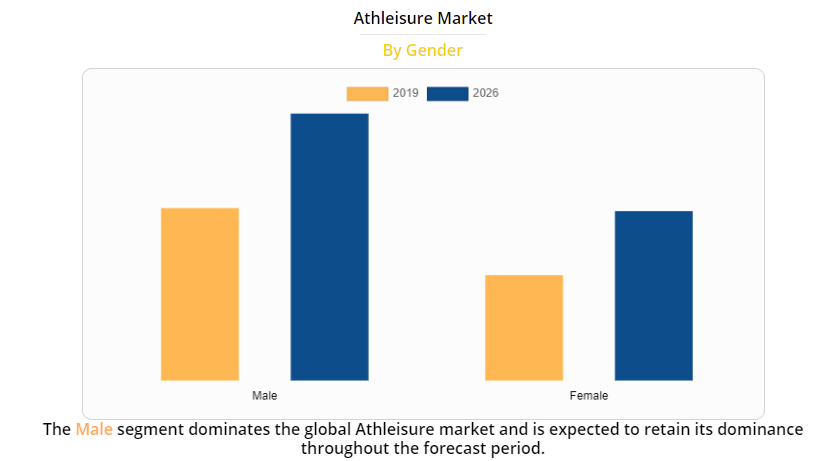 Athleisure Market
By Gender
2019 2026
Male Female
The Male segment dominates the global Athleisure market and is expected to retain its dominance
throughout the forecast period.